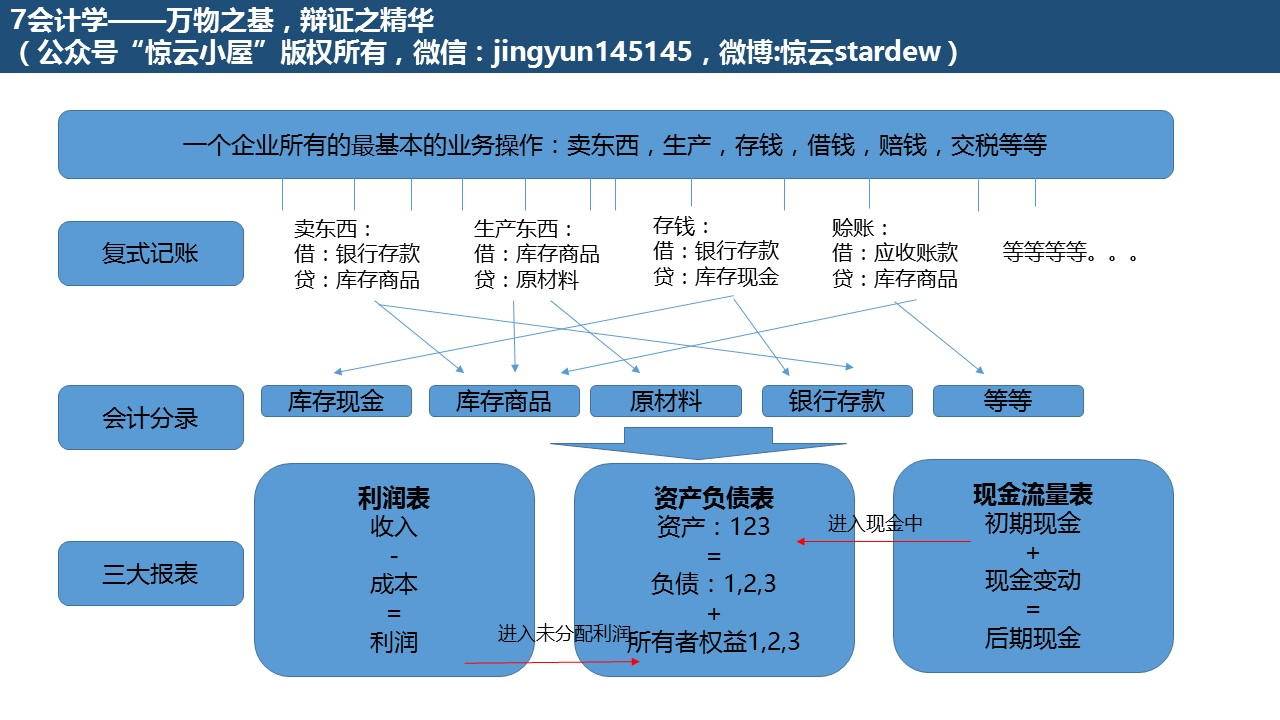 7会计学——万物之基，辩证之精华
（公众号“惊云小屋”版权所有，微信：jingyun145145，微博:惊云stardew）
一个企业所有的最基本的业务操作：卖东西，生产，存钱，借钱，赔钱，交税等等
复式记账
卖东西：
借：银行存款
贷：库存商品
生产东西：
借：库存商品
贷：原材料
存钱：
借：银行存款
贷：库存现金
赊账：
借：应收账款
贷：库存商品
等等等等。。。
会计分录
库存现金
库存商品
原材料
银行存款
等等
三大报表
利润表
收入
-
成本
=
利润
进入未分配利润
资产负债表
资产：123
=
负债：1,2,3
+
所有者权益1,2,3
进入现金中
现金流量表
初期现金
+
现金变动
=
后期现金